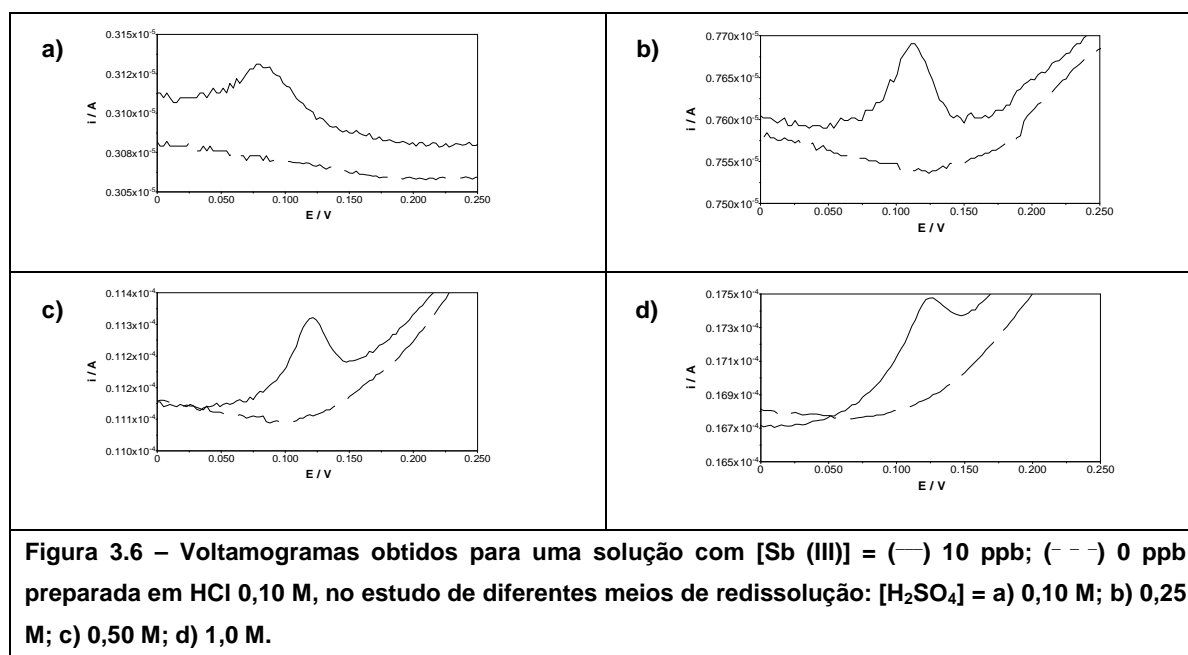 a)
0.315x10-5
0.312x10-5
0.310x10-5
0.308x10-5
0.305x10-5
i / A
0 0.050 0.100 0.150 0.200 0.250
E / V
b)
0.770x10-5
0.765x10-5
0.760x10-5
0.755x10-5
0.750x10-5
i / A
0 0.050 0.100 0.150 0.200 0.250
E / V
c)
0.114x10-4
0.113x10-4
0.112x10-4
0.112x10-4
0.111x10-4
0.110x10-4
i / A
0 0.050 0.100 0.150 0.200 0.250
E / V
d)
0.175x10-4
0.173x10-4
0.171x10-4
0.169x10-4
0.167x10-4
0.165x10-4
i / A
0 0.050 0.100 0.150 0.200 0.250
E / V
Figura 3.6 – Voltamogramas obtidos para uma solução com [Sb (III)] = (—) 10 ppb; (- - -) 0 ppb
preparada em HCl 0,10 M, no estudo de diferentes meios de redissolução: [H₂SO₄] = a) 0,10 M; b) 0,25
M; c) 0,50 M; d) 1,0 M.